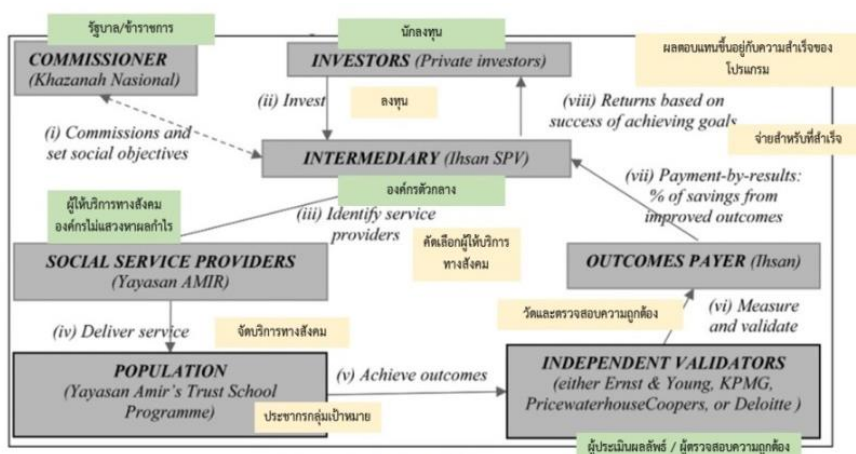 รัฐบาล/ข้าราชการ
COMMISSIONER
(Khazanah Nasional)
นักลงทุน
INVESTORS (Private investors)
ผลตอบแทนขึ้นอยู่กับความสำเร็จของ
โปรแกรม
(ii) Invest
ลงทุน
(viii) Returns based on
success of achieving goals
(i) Commissions and
set social objectives
จ่ายสำหรับที่สำเร็จ
INTERMEDIARY (Ihsan SPV)
องค์กรตัวกลาง
(vii) Payment-by-results:
% of savings from
improved outcomes
ผู้ให้บริการทางสังคม
องค์กรไม่แสวงหาผลกำไร
(iii) Identify service
providers
คัดเลือกผู้ให้บริการ
ทางสังคม
SOCIAL SERVICE PROVIDERS
(Yayasan AMIR)
OUTCOMES PAYER (Ihsan)
(iv) Deliver service
จัดบริการทางสังคม
วัดและตรวจสอบความถูกต้อง
(vi) Measure
and validate
POPULATION
(Yayasan Amir's Trust School
Programme)
ประชากรกลุ่มเป้าหมาย
(v) Achieve outcomes
INDEPENDENT VALIDATORS
(either Ernst & Young, KPMG,
PricewaterhouseCoopers, or Deloitte )
ผู้ประเมินผลลัพธ์ / ผู้ตรวจสอบความถูกต้อง